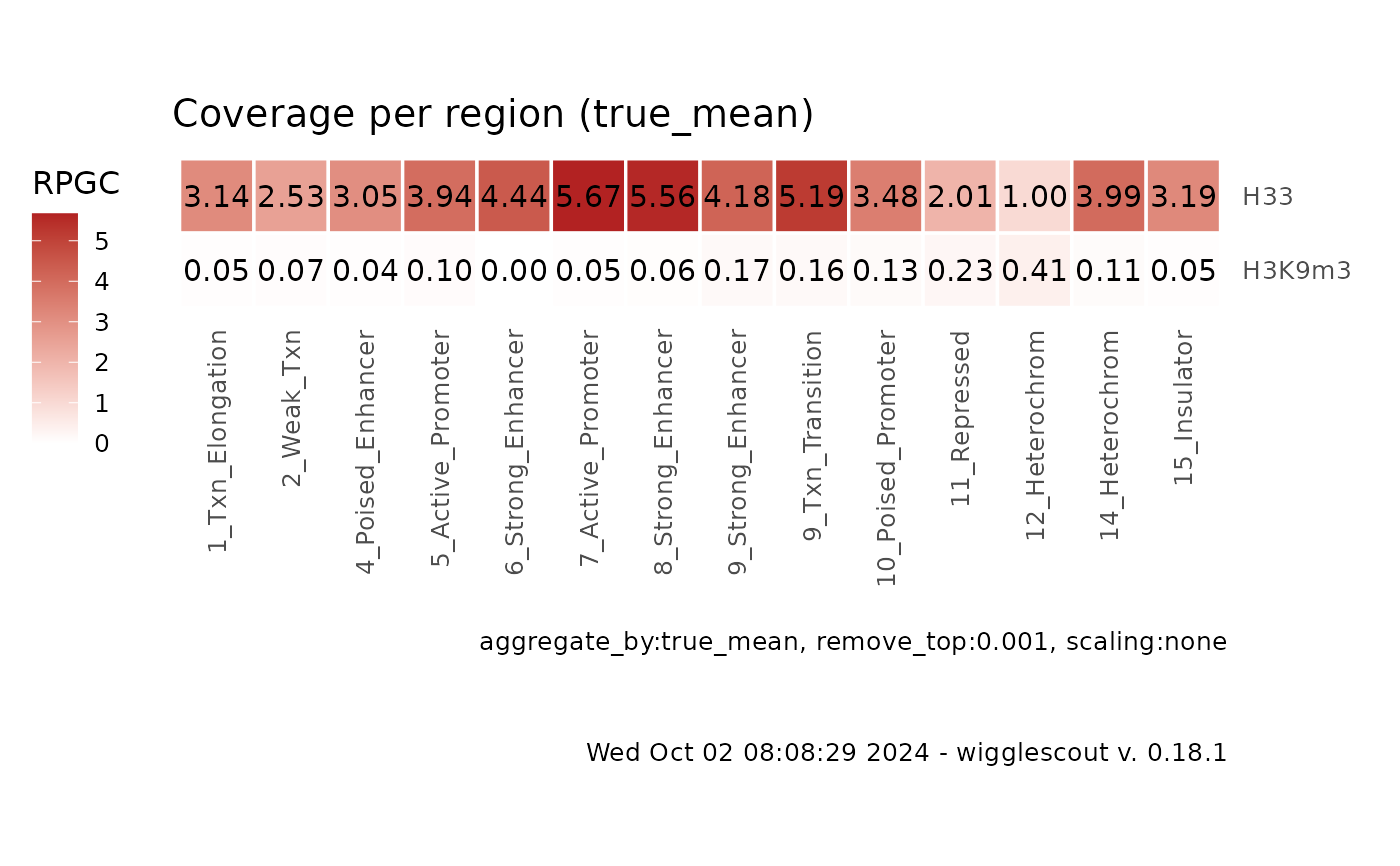 Coverage per region (true_mean)
RPGC
5
4
3
2
1
0
3.14 2.53 3.05 3.94 4.44 5.67 5.56 4.18 5.19 3.48 2.01 1.00 3.99 3.19 H33
0.05 0.07 0.04 0.10 0.00 0.05 0.06 0.17 0.16 0.13 0.23 0.41 0.11 0.05 H3K9m3
1_Txn_Elongation
2_Weak_Txn
4_Poised_Enhancer
5_Active_Promoter
6_Strong_Enhancer
7_Active_Promoter
8_Strong_Enhancer
9_Strong_Enhancer
9_Txn_Transition
10_Poised_Promoter
11_Repressed
12_Heterochrom
14_Heterochrom
15_Insulator
aggregate_by:true_mean, remove_top:0.001, scaling:none
Wed Oct 02 08:08:29 2024 - wigglescout v. 0.18.1